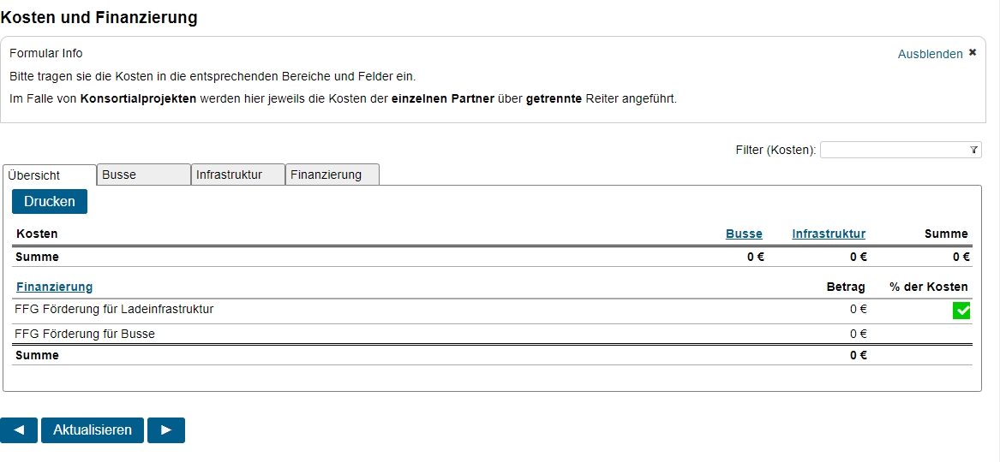 Kosten und Finanzierung
Formular Info
Ausblenden ✖
Bitte tragen sie die Kosten in die entsprechenden Bereiche und Felder ein.
Im Falle von Konsortialprojekten werden hier jeweils die Kosten der einzelnen Partner über getrennte Reiter angeführt.
Filter (Kosten):
Übersicht Busse Infrastruktur Finanzierung
Drucken
Kosten Busse Infrastruktur Summe
Summe 0 € 0 € 0 €
Finanzierung Betrag % der Kosten
FFG Förderung für Ladeinfrastruktur 0 €
FFG Förderung für Busse 0 €
Summe 0 €
◄ Aktualisieren ►